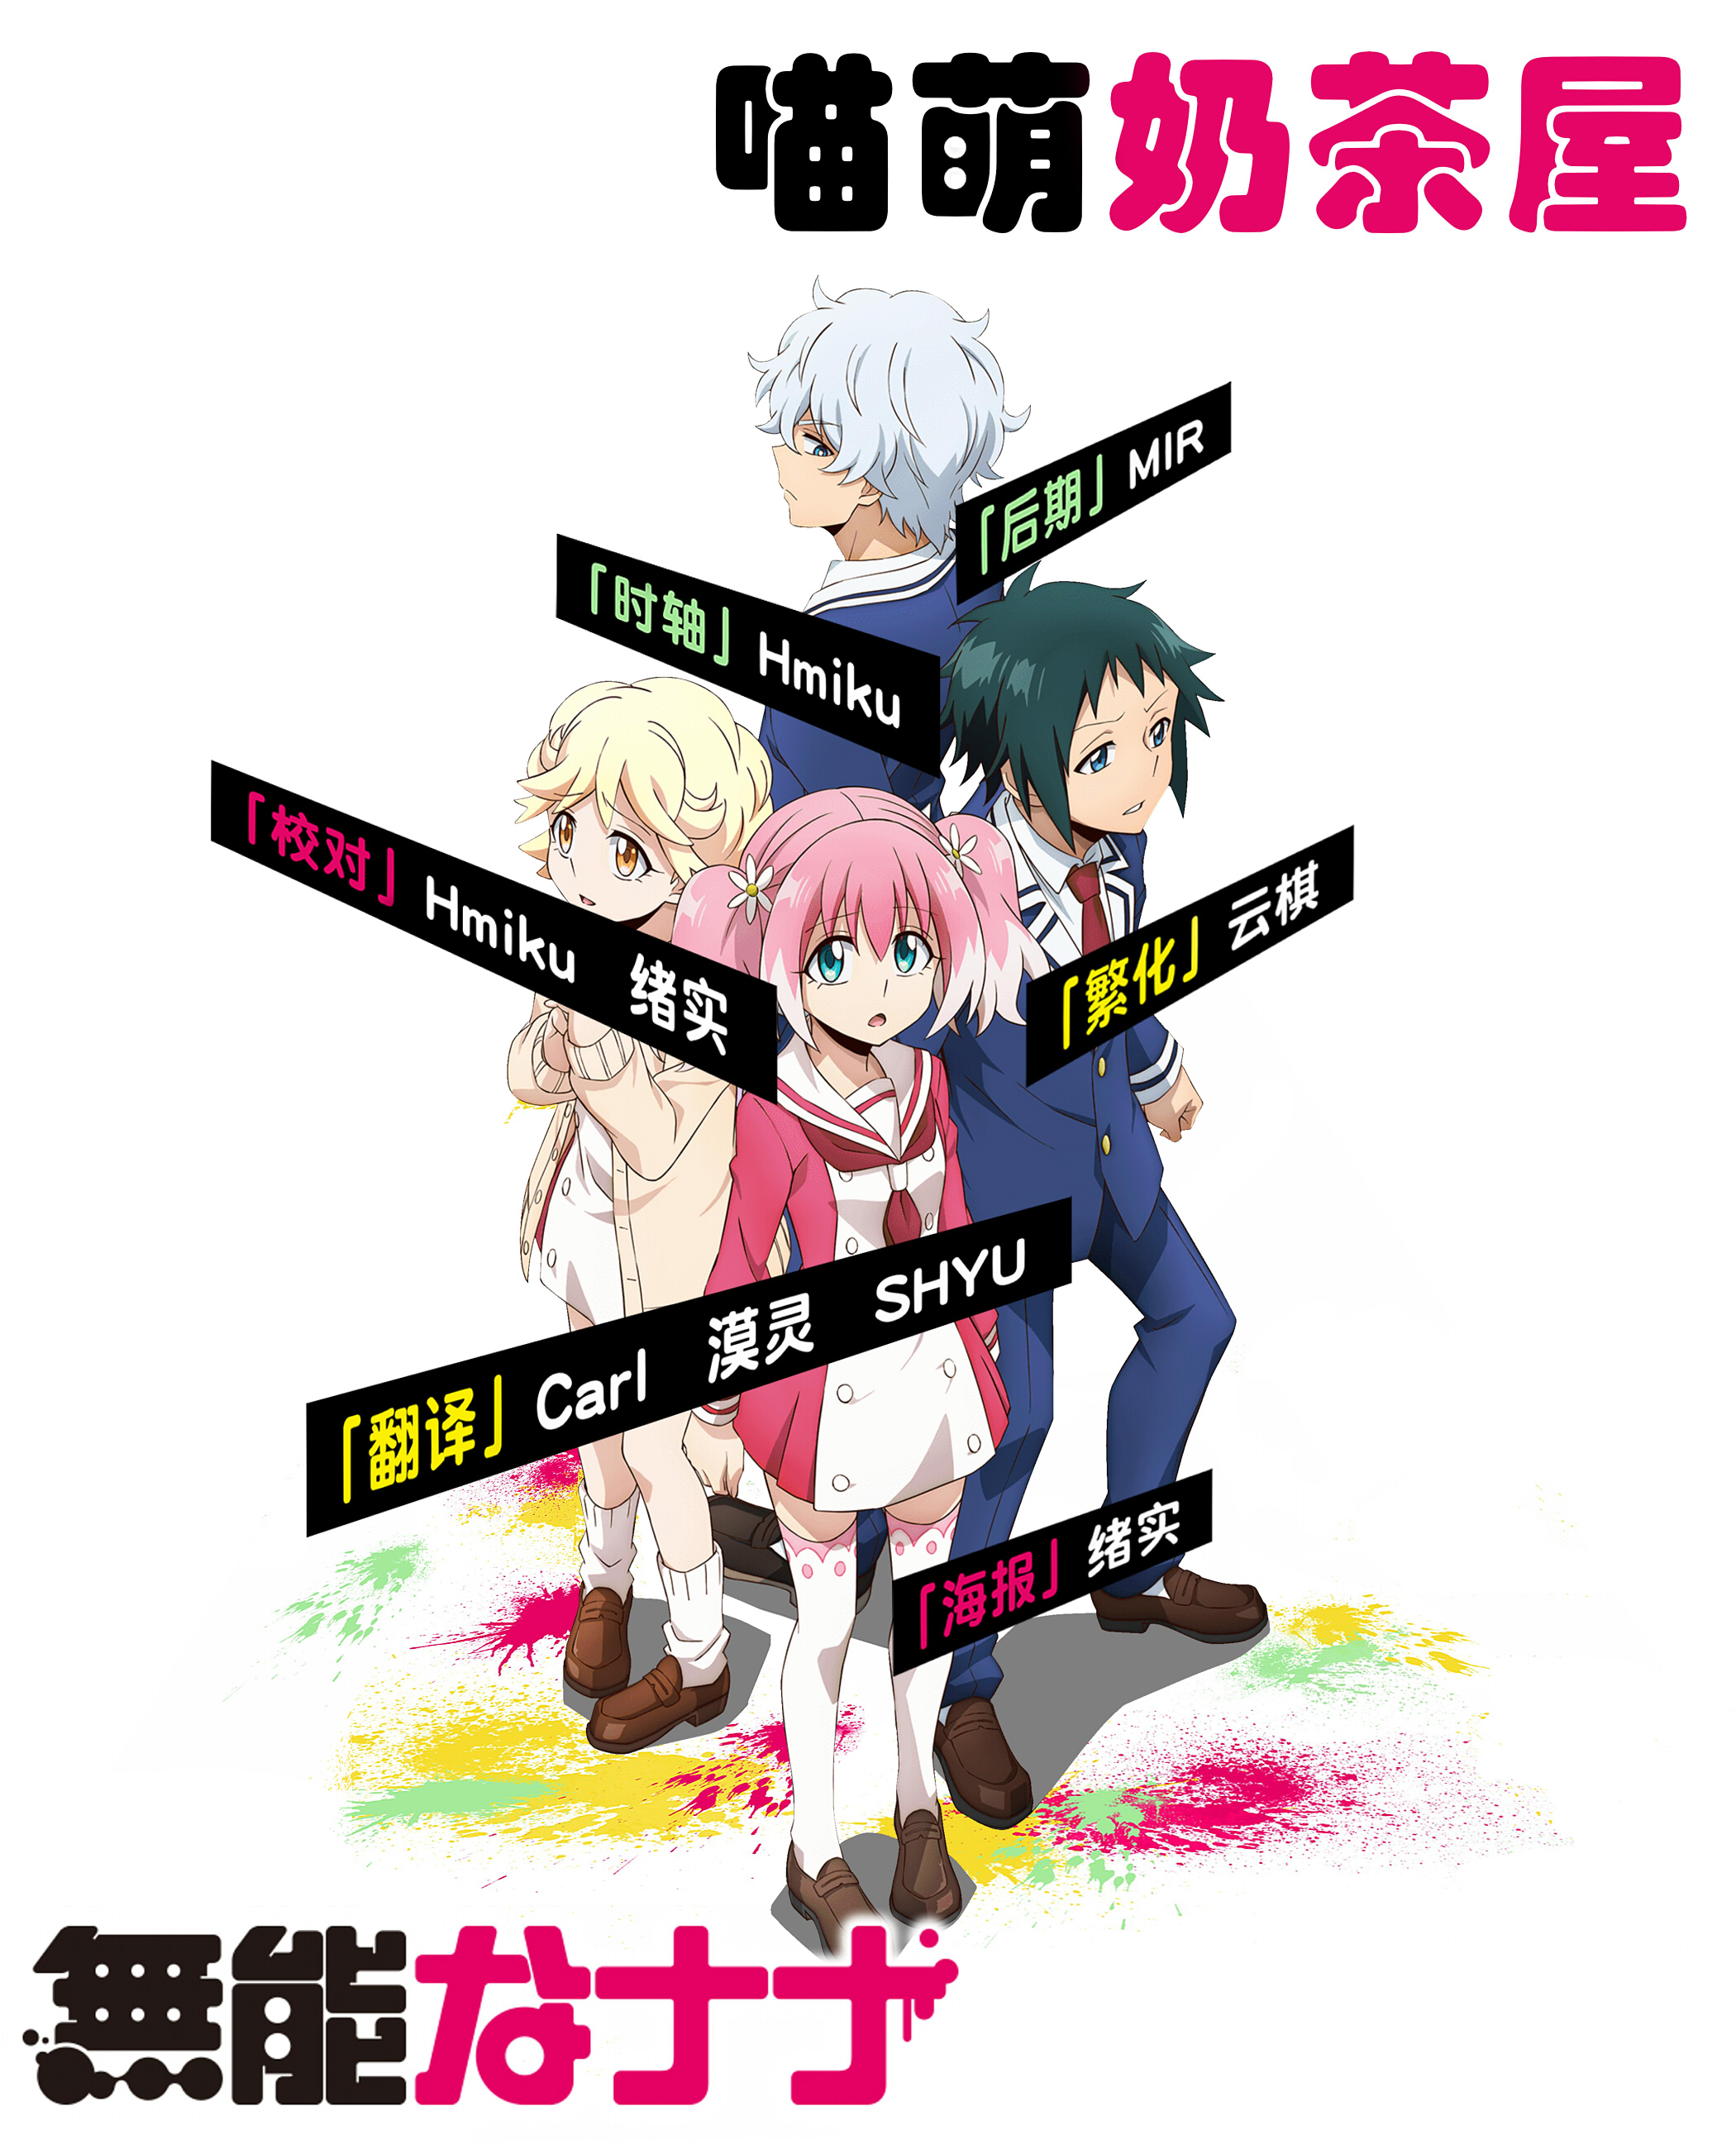 喵萌奶茶屋
「后期」MIR
「时轴」Hmiku
「校对」Hmiku 绪实
「繁化」云棋
「翻译」Carl 漠灵 SHYU
「海报」绪实
無能なナナ